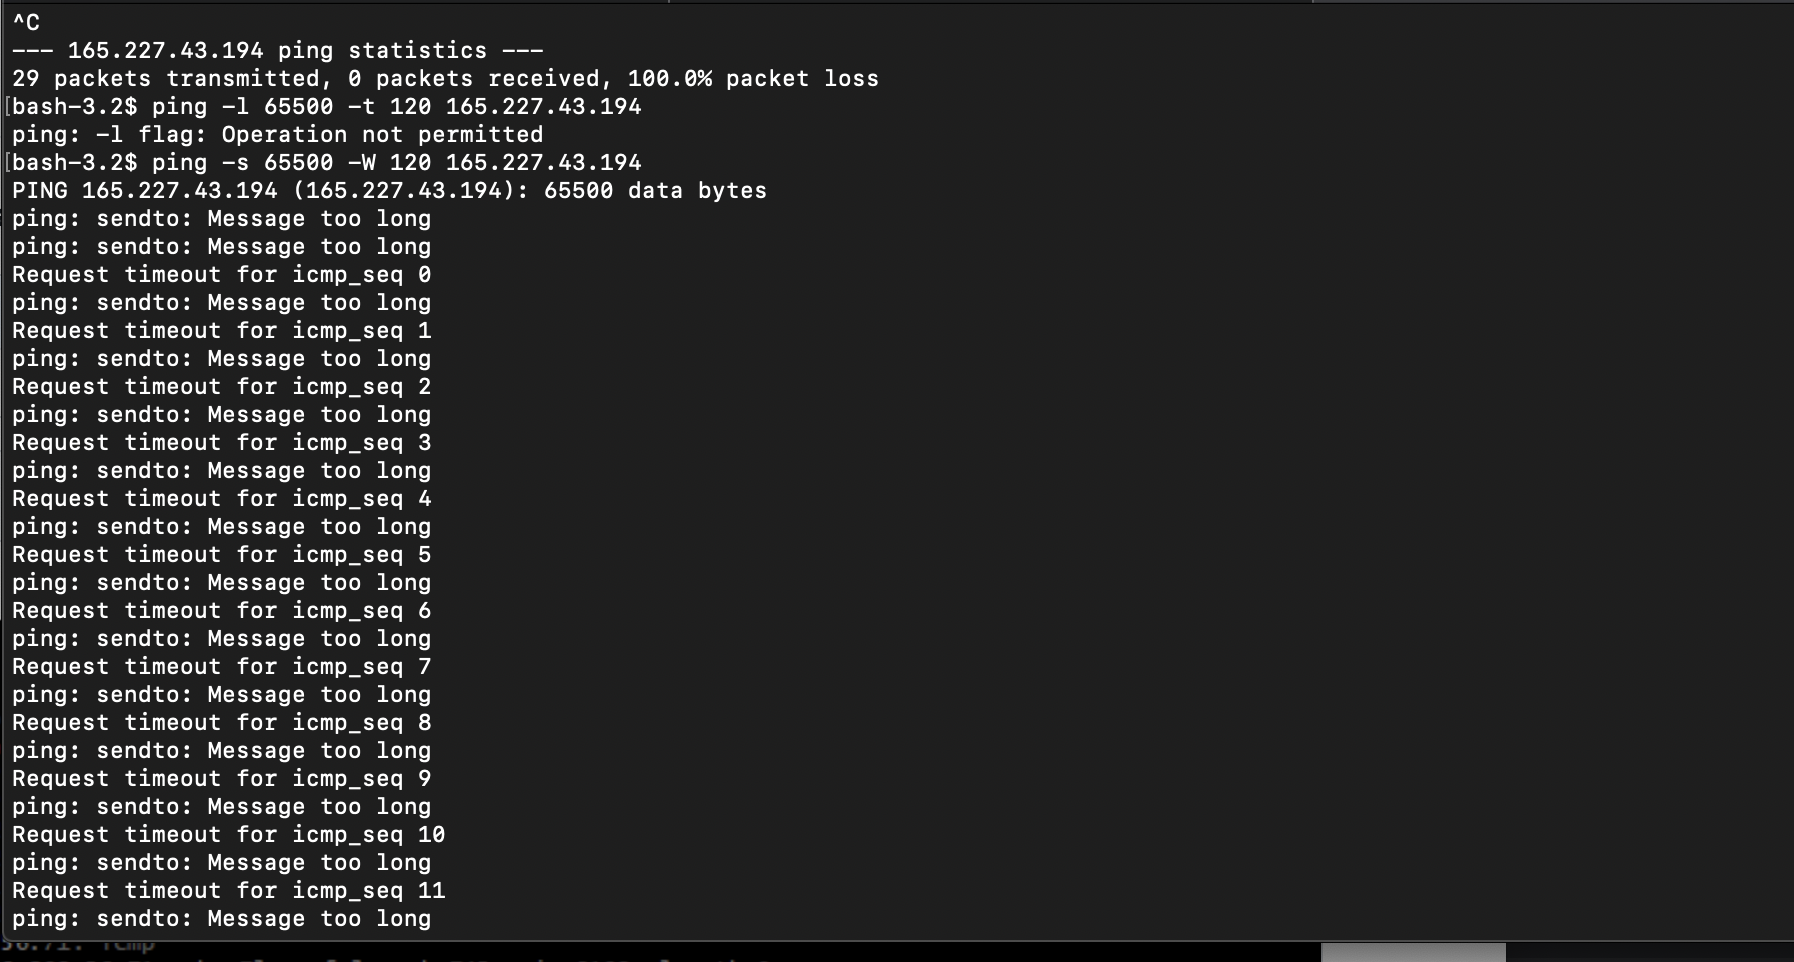 ^C
--- 165.227.43.194 ping statistics ---
29 packets transmitted, 0 packets received, 100.0% packet loss
[bash-3.2$ ping -l 65500 -t 120 165.227.43.194
ping: -l flag: Operation not permitted
[bash-3.2$ ping -s 65500 -W 120 165.227.43.194
PING 165.227.43.194 (165.227.43.194): 65500 data bytes
ping: sendto: Message too long
ping: sendto: Message too long
Request timeout for icmp_seq 0
ping: sendto: Message too long
Request timeout for icmp_seq 1
ping: sendto: Message too long
Request timeout for icmp_seq 2
ping: sendto: Message too long
Request timeout for icmp_seq 3
ping: sendto: Message too long
Request timeout for icmp_seq 4
ping: sendto: Message too long
Request timeout for icmp_seq 5
ping: sendto: Message too long
Request timeout for icmp_seq 6
ping: sendto: Message too long
Request timeout for icmp_seq 7
ping: sendto: Message too long
Request timeout for icmp_seq 8
ping: sendto: Message too long
Request timeout for icmp_seq 9
ping: sendto: Message too long
Request timeout for icmp_seq 10
ping: sendto: Message too long
Request timeout for icmp_seq 11
ping: sendto: Message too long